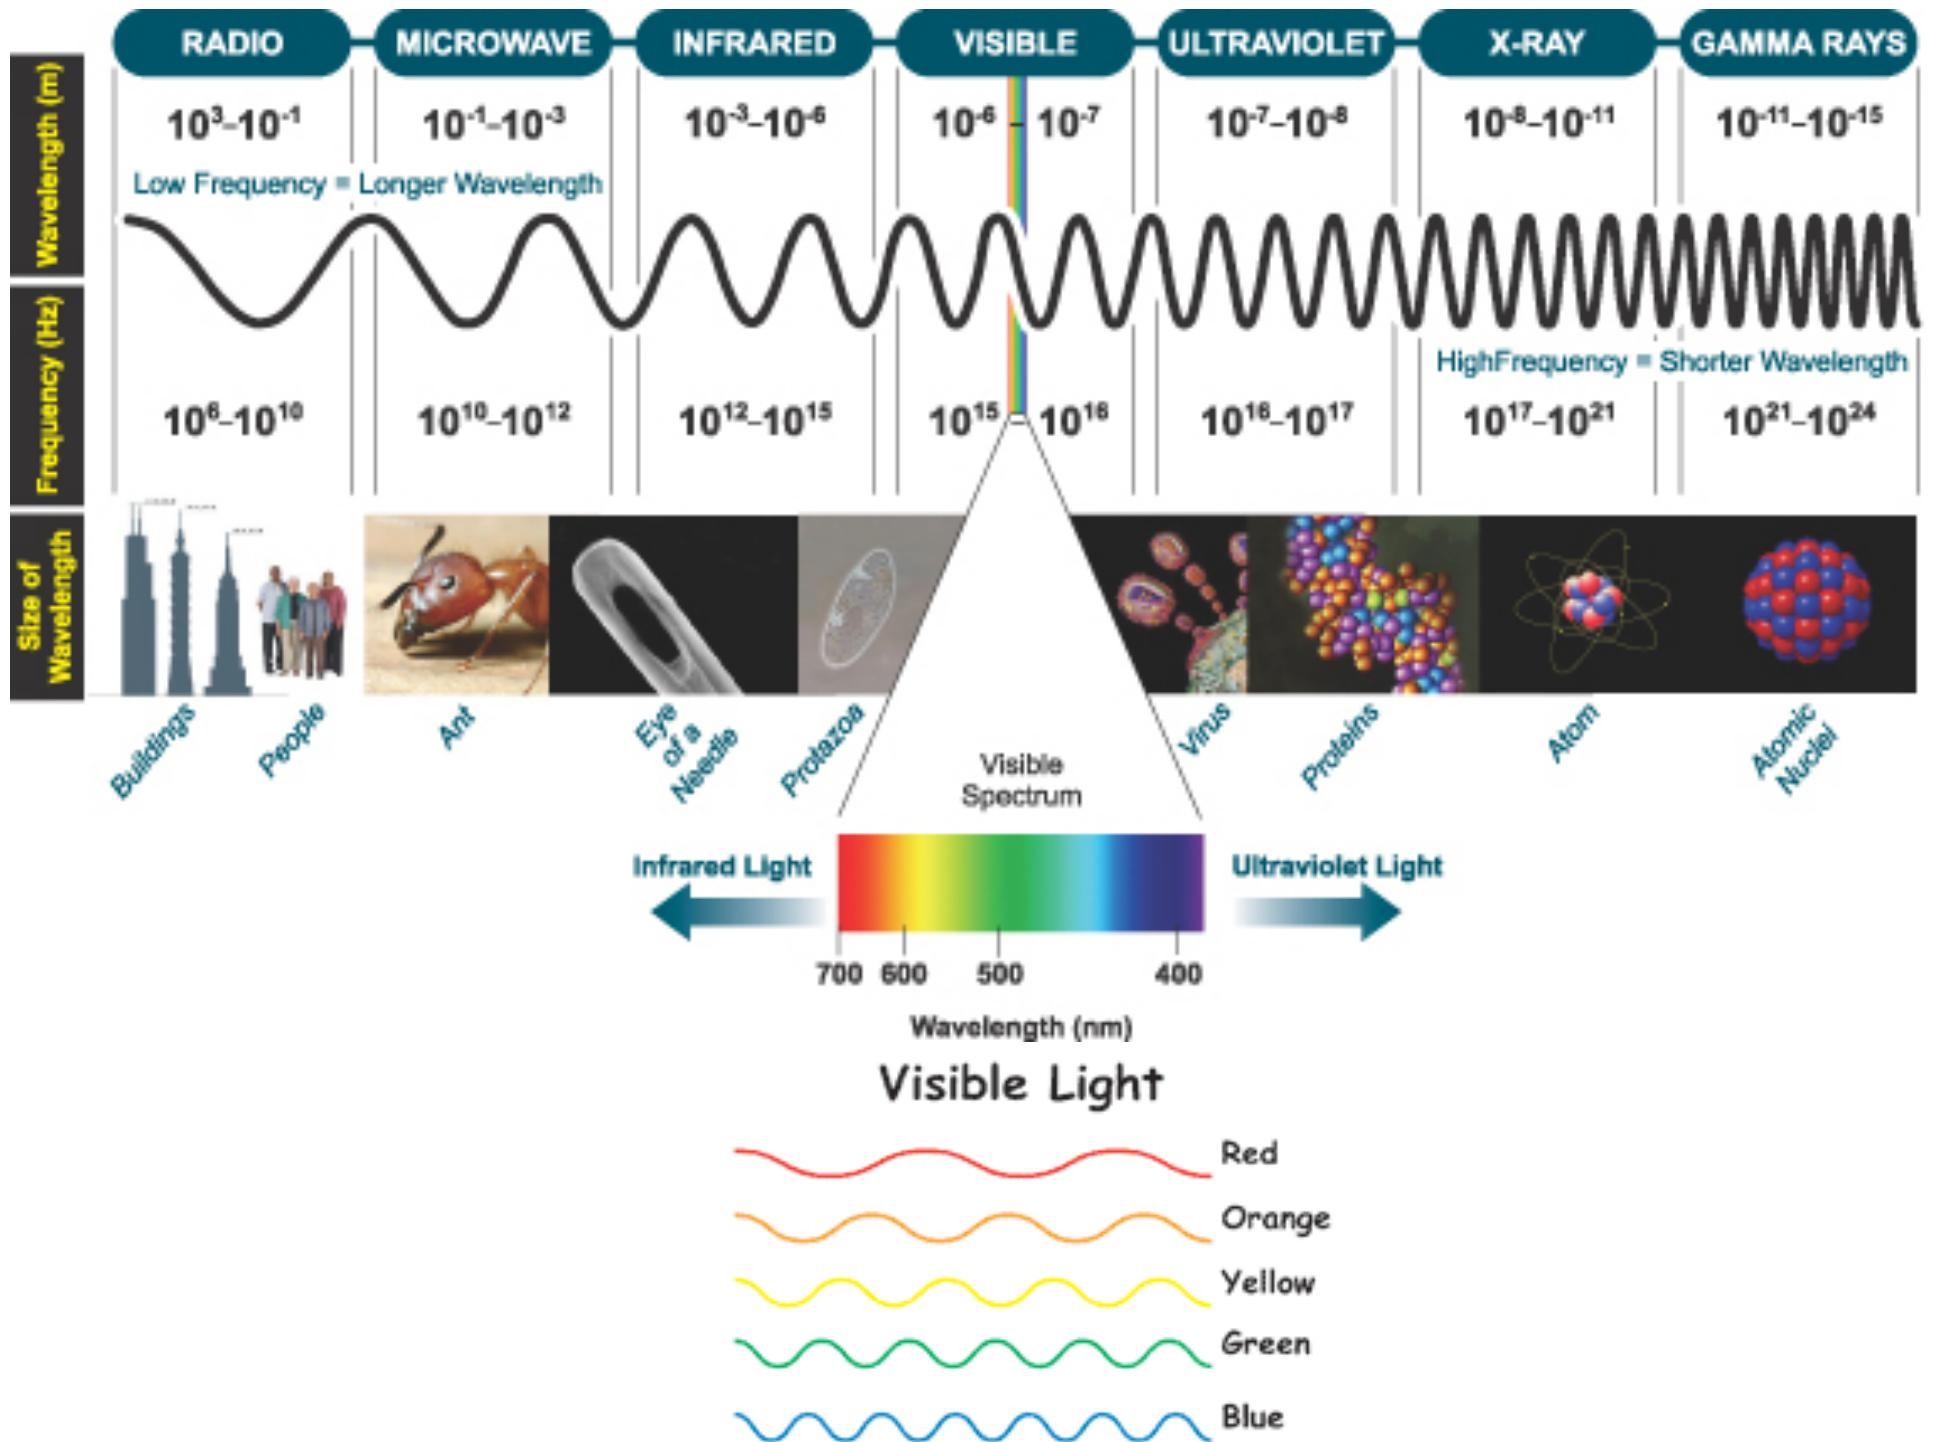 RADIO
MICROWAVE
INFRARED
VISIBLE
ULTRAVIOLET
X-RAY
GAMMA RAYS
Wavelength (m)
10³–10⁻¹
10⁻¹–10⁻³
10⁻³–10⁻⁶
10⁻⁶ – 10⁻⁷
10⁻⁷–10⁻⁸
10⁻⁸–10⁻¹¹
10⁻¹¹–10⁻¹⁵
Low Frequency = Longer Wavelength
HighFrequency = Shorter Wavelength
Frequency (Hz)
10⁶–10¹⁰
10¹⁰–10¹²
10¹²–10¹⁵
10¹⁵ – 10¹⁶
10¹⁶–10¹⁷
10¹⁷–10²¹
10²¹–10²⁴
Size of
Wavelength
Buildings
People
Ant
Eye
of a
Needle
Protazoa
Virus
Proteins
Atom
Atomic
Nuclei
Visible
Spectrum
Infrared Light
Ultraviolet Light
700 600 500 400
Wavelength (nm)
Visible Light
Red
Orange
Yellow
Green
Blue